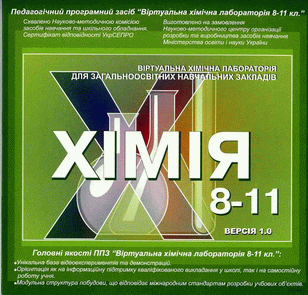 Педагогічний програмний засіб "Віртуальна хімічна лабораторія 8-11 кл."
Схвалено Науково-методичною комісією
засобів навчання та шкільного обладнання.
Сертифікат відповідності УкрСЕПРО
Виготовлено на замовлення
Науково-методичного центру організації
розробки та виробництва засобів навчання
Міністерства освіти і науки України
ВІРТУАЛЬНА ХІМІЧНА ЛАБОРАТОРІЯ
ДЛЯ ЗАГАЛЬНООСВІТНІХ НАВЧАЛЬНИХ ЗАКЛАДІВ
ХІМІЯ
8-11
ВЕРСІЯ 1.0
Головні якості ППЗ "Віртуальна хімічна лабораторія 8-11 кл.":
●Унікальна база відеоекспериментів та демонстрацій.
●Орієнтація як на інформаційну підтримку кваліфікованого викладання у школі, так і на самостійну
роботу учня.
●Модульна структура побудови, що відповідає міжнародним стандартам розробки учбових об'єктів.